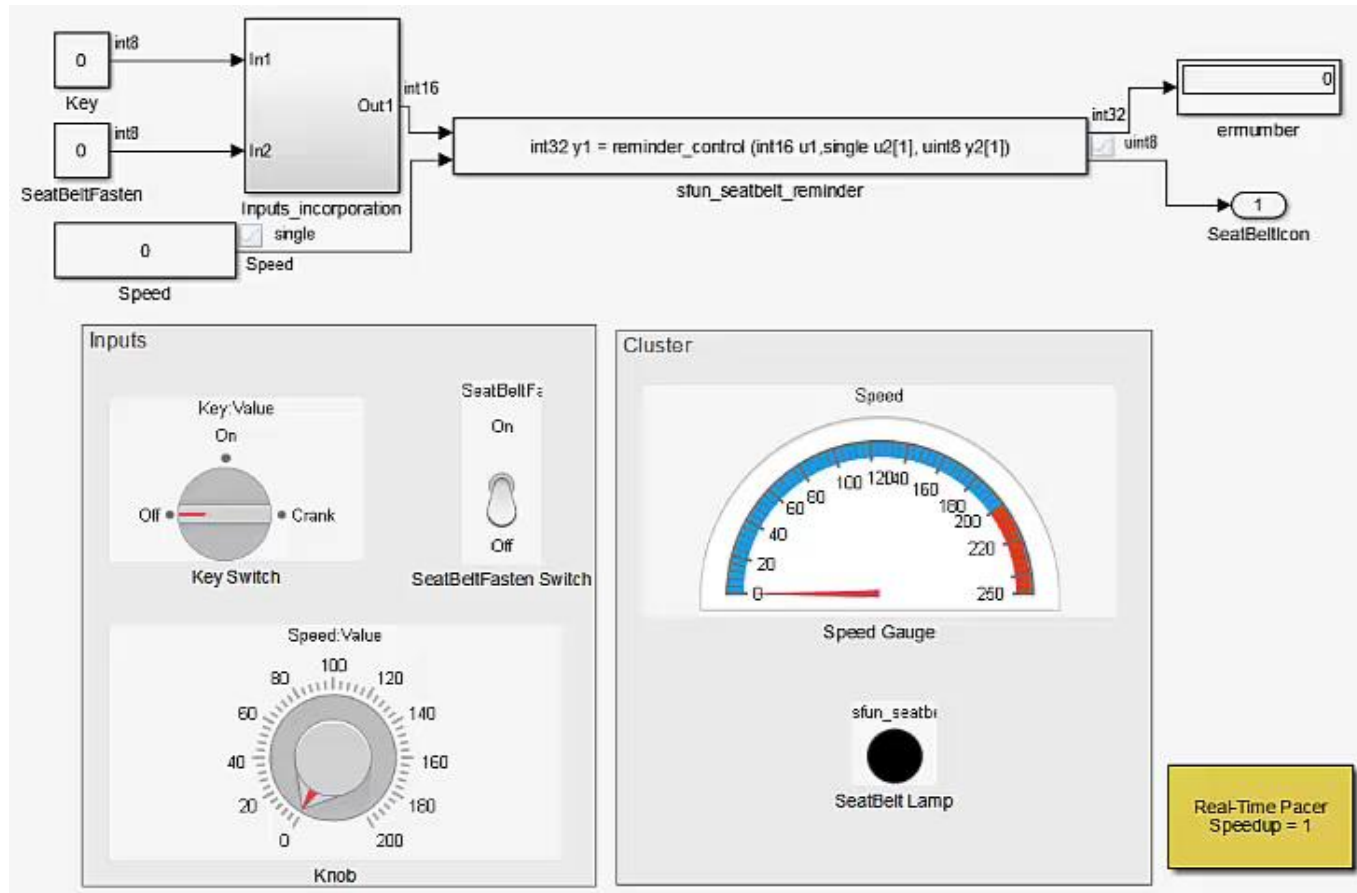 0
int8
Key
0
int8
SeatBeltFasten
In1
In2
Out1
int16
Inputs_incorporation
0
single
Speed
Speed
int32 y1 = reminder_control (int16 u1,single u2[1], uint8 y2[1])
sfun_seatbelt_reminder
int32
uint8
0
ermumber
1
SeatBeltIcon
Inputs
Key:Value
On
Off
Crank
Key Switch
SeatBeltFa
On
Off
SeatBeltFasten Switch
Speed:Value
0
20
40
60
80
100
120
140
160
180
200
Knob
Cluster
Speed
0
20
40
60
80
100
120
140
160
180
200
220
260
Speed Gauge
sfun_seatbe
SeatBelt Lamp
Real-Time Pacer
Speedup = 1